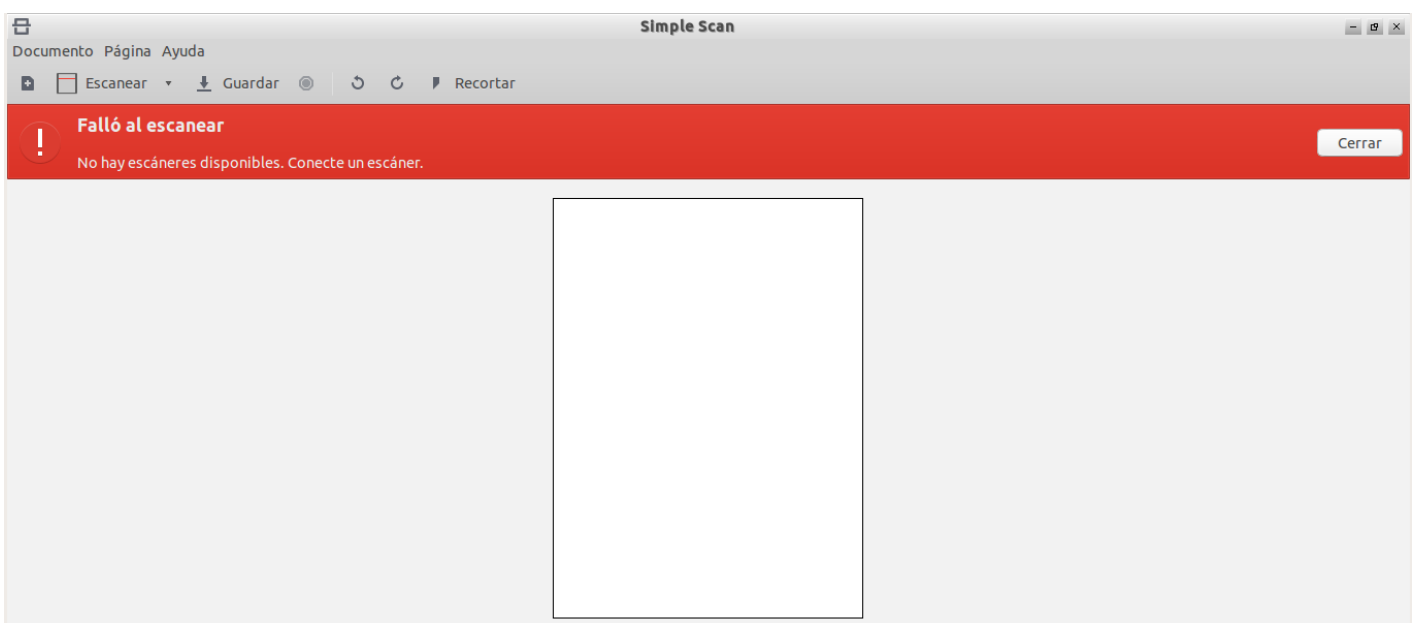 Simple Scan
Documento Página Ayuda
Escanear Guardar Recortar
Falló al escanear
No hay escáneres disponibles. Conecte un escáner.
Cerrar